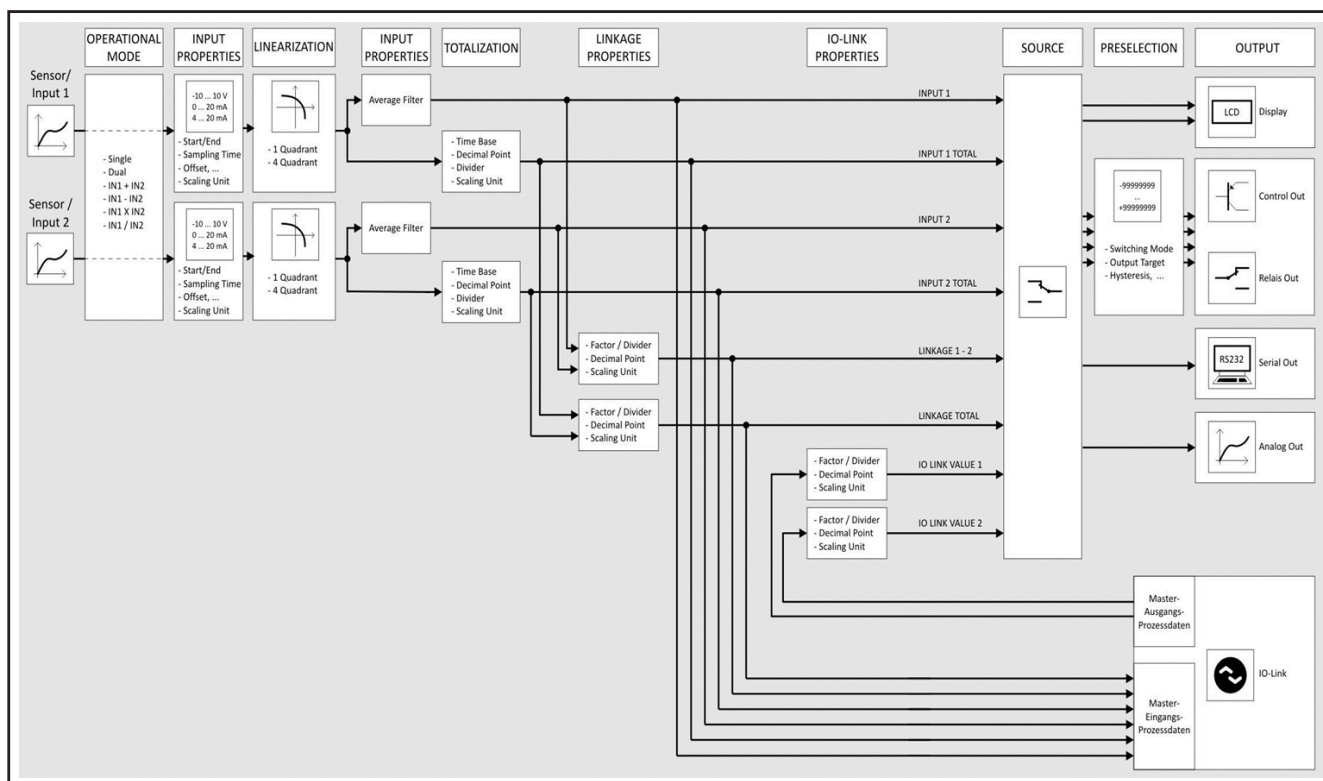 OPERATIONAL
MODE
INPUT
PROPERTIES
LINEARIZATION
INPUT
PROPERTIES
TOTALIZATION
LINKAGE
PROPERTIES
IO-LINK
PROPERTIES
SOURCE
PRESELECTION
OUTPUT
Sensor/
Input 1
- Single
- Dual
- IN1 + IN2
- IN1 - IN2
- IN1 X IN2
- IN1 / IN2
-10 ... 10 V
0 ... 20 mA
4 ... 20 mA
- Start/End
- Sampling Time
- Offset, ...
- Scaling Unit
- 1 Quadrant
- 4 Quadrant
Average Filter
- Time Base
- Decimal Point
- Divider
- Scaling Unit
INPUT 1
INPUT 1 TOTAL
LCD
Display
Sensor /
Input 2
-10 ... 10 V
0 ... 20 mA
4 ... 20 mA
- Start/End
- Sampling Time
- Offset, ...
- Scaling Unit
- 1 Quadrant
- 4 Quadrant
Average Filter
- Time Base
- Decimal Point
- Divider
- Scaling Unit
INPUT 2
INPUT 2 TOTAL
-99999999
...
+99999999
- Switching Mode
- Output Target
- Hysteresis, ...
Control Out
Relais Out
- Factor / Divider
- Decimal Point
- Scaling Unit
LINKAGE 1 - 2
RS232
Serial Out
- Factor / Divider
- Decimal Point
- Scaling Unit
LINKAGE TOTAL
Analog Out
- Factor / Divider
- Decimal Point
- Scaling Unit
IO LINK VALUE 1
- Factor / Divider
- Decimal Point
- Scaling Unit
IO LINK VALUE 2
Master-
Ausgangs-
Prozessdaten
IO-Link
Master-
Eingangs-
Prozessdaten